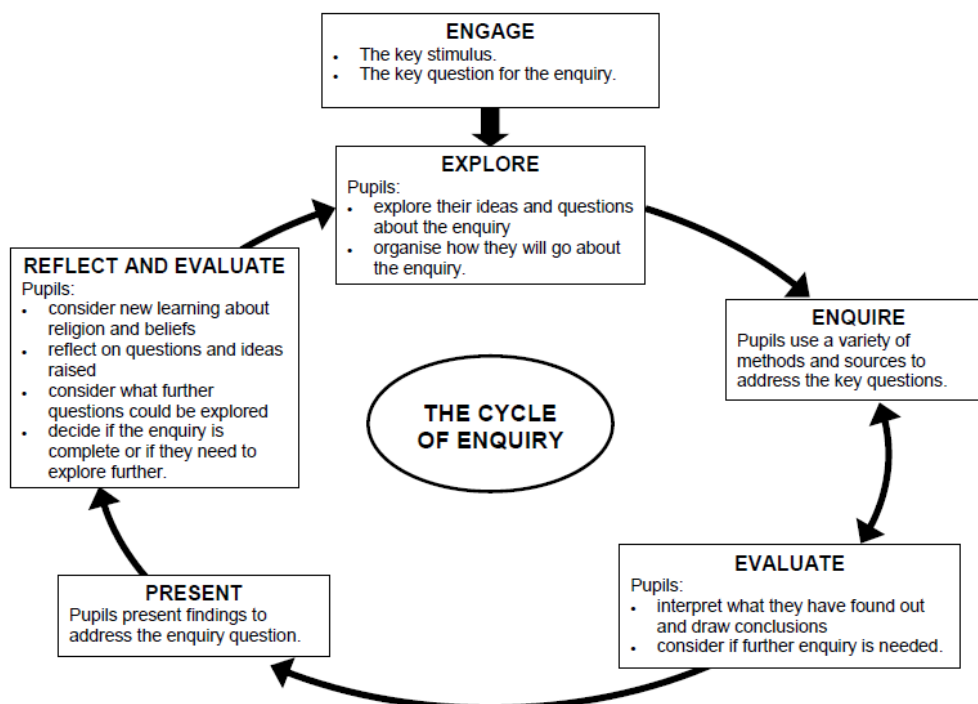 ENGAGE
• The key stimulus.
• The key question for the enquiry.
EXPLORE
Pupils:
• explore their ideas and questions
about the enquiry
• organise how they will go about
the enquiry.
REFLECT AND EVALUATE
Pupils:
• consider new learning about
religion and beliefs
• reflect on questions and ideas
raised
• consider what further
questions could be explored
• decide if the enquiry is
complete or if they need to
explore further.
ENQUIRE
Pupils use a variety of
methods and sources to
address the key questions.
THE CYCLE
OF ENQUIRY
EVALUATE
Pupils:
• interpret what they have found out
and draw conclusions
• consider if further enquiry is needed.
PRESENT
Pupils present findings to
address the enquiry question.